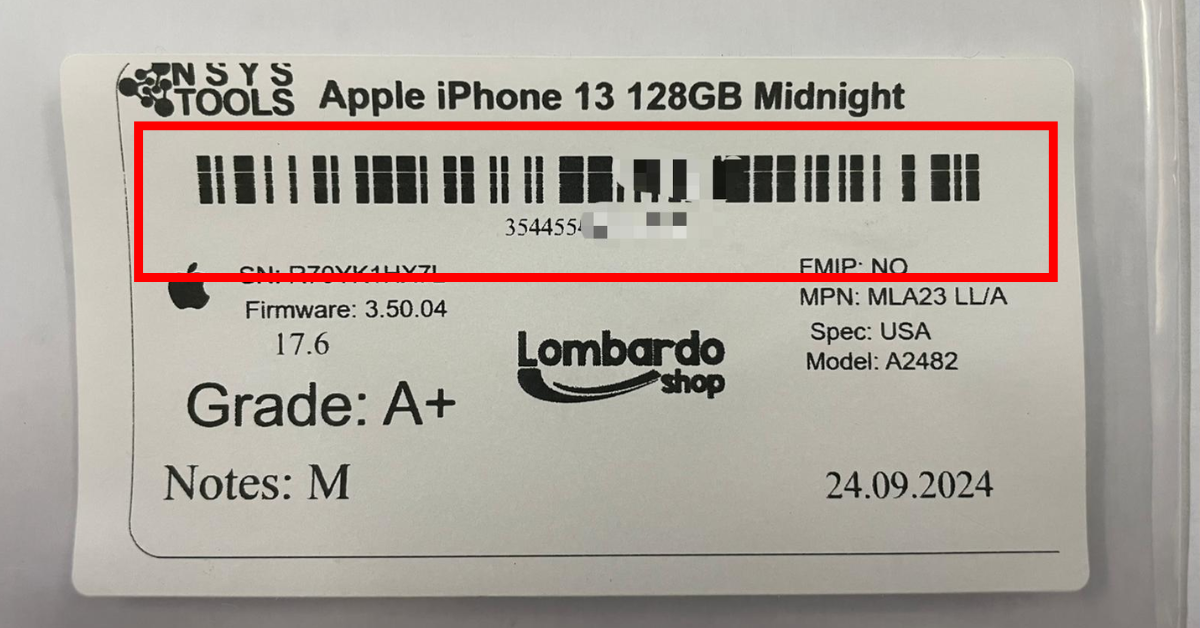 NSYS
TOOLS
Apple iPhone 13 128GB Midnight
354455
FMIP: NO
Firmware: 3.50.04
MPN: MLA23 LL/A
17.6
Spec: USA
Lombardo
shop
Model: A2482
Grade: A+
Notes: M
24.09.2024